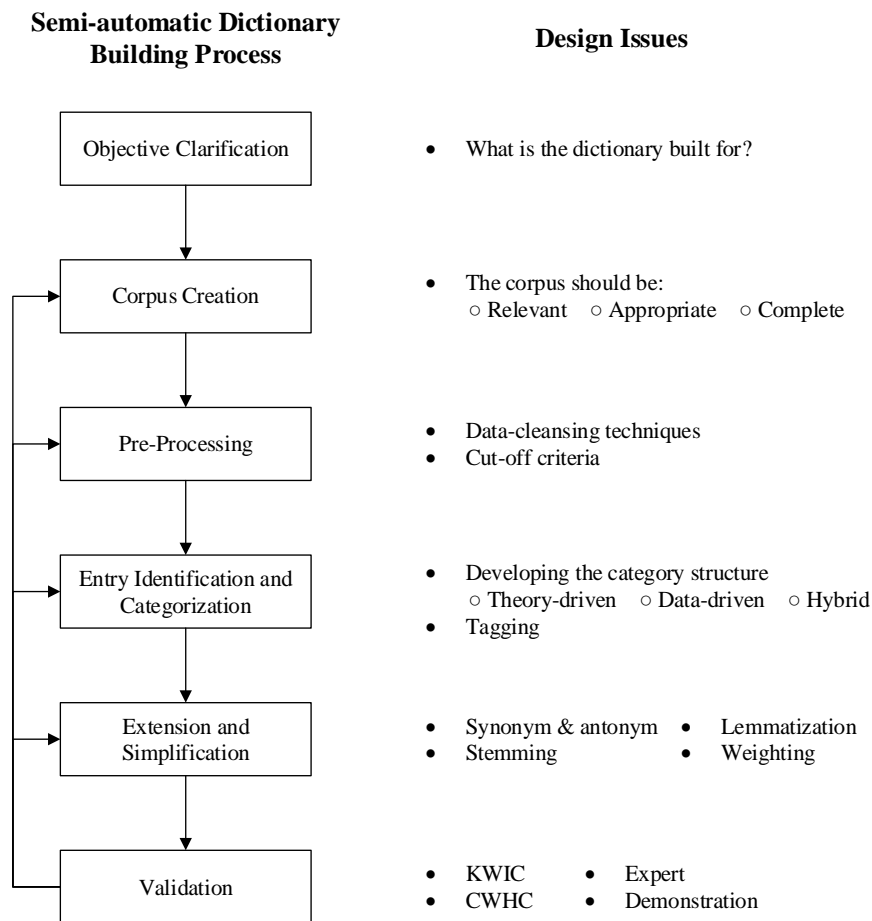 Semi-automatic Dictionary
Building Process
Design Issues
Objective Clarification
• What is the dictionary built for?
Corpus Creation
• The corpus should be:
○ Relevant ○ Appropriate ○ Complete
Pre-Processing
• Data-cleansing techniques
• Cut-off criteria
Entry Identification and
Categorization
• Developing the category structure
○ Theory-driven ○ Data-driven ○ Hybrid
• Tagging
Extension and
Simplification
• Synonym & antonym • Lemmatization
• Stemming • Weighting
Validation
• KWIC • Expert
• CWHC • Demonstration